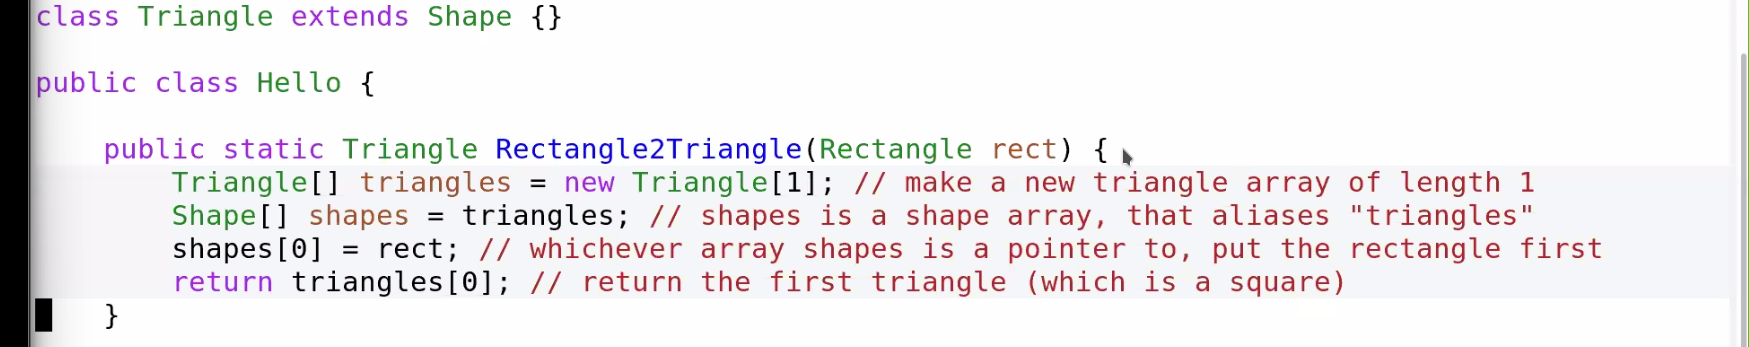 class Triangle extends Shape {}
public class Hello {
public static Triangle Rectangle2Triangle(Rectangle rect) {
Triangle[] triangles = new Triangle[1]; // make a new triangle array of length 1
Shape[] shapes = triangles; // shapes is a shape array, that aliases "triangles"
shapes[0] = rect; // whichever array shapes is a pointer to, put the rectangle first
return triangles[0]; // return the first triangle (which is a square)
}